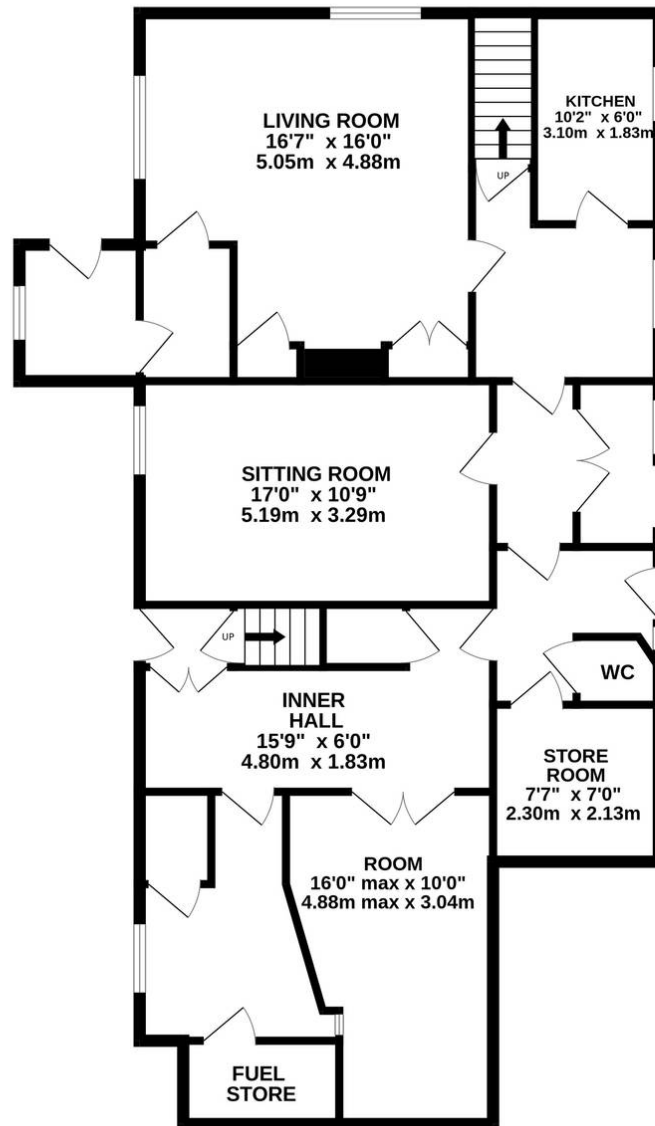 LIVING ROOM
16'7" x 16'0"
5.05m x 4.88m
KITCHEN
10'2" x 6'0"
3.10m x 1.83m
UP
SITTING ROOM
17'0" x 10'9"
5.19m x 3.29m
UP
INNER
HALL
15'9" x 6'0"
4.80m x 1.83m
WC
STORE
ROOM
7'7" x 7'0"
2.30m x 2.13m
ROOM
16'0" max x 10'0"
4.88m max x 3.04m
FUEL
STORE